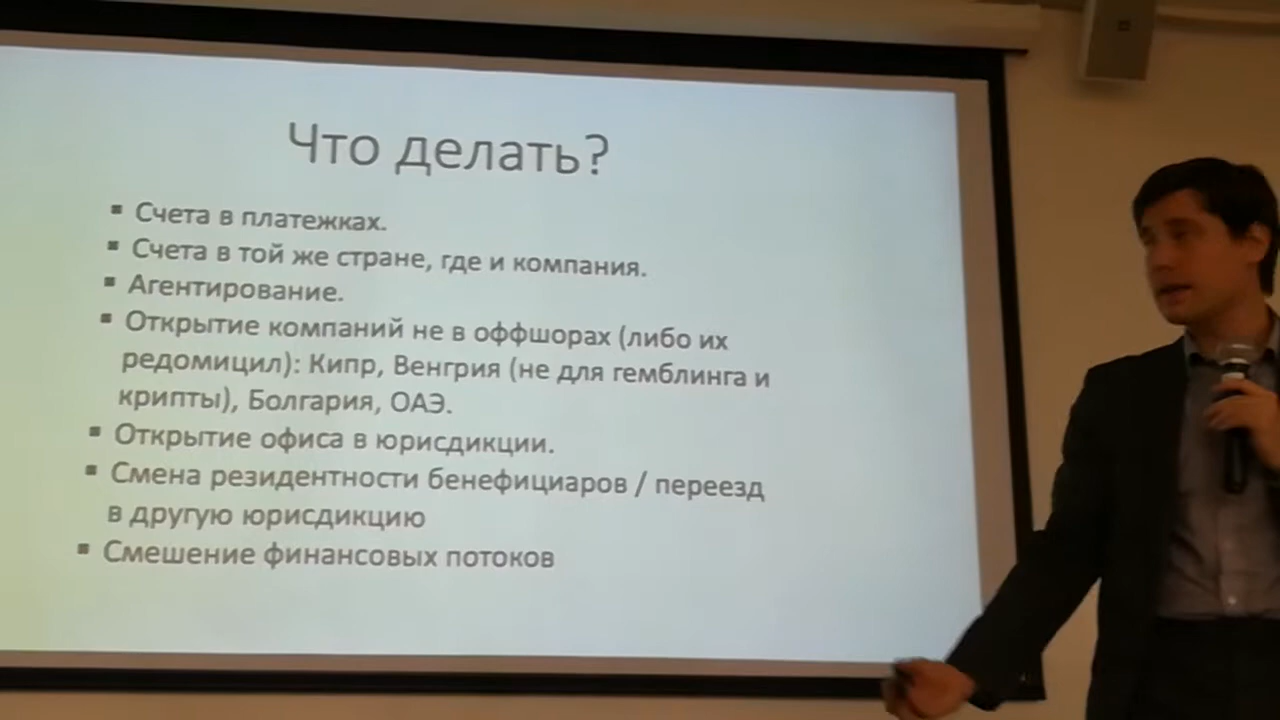 Что делать?
▪ Счета в платежках.
▪ Счета в той же стране, где и компания.
▪ Агентирование.
▪ Открытие компаний не в оффшорах (либо их
редомицил): Кипр, Венгрия (не для гемблинга и
крипты), Болгария, ОАЭ.
▪ Открытие офиса в юрисдикции.
▪ Смена резидентности бенефициаров / переезд
в другую юрисдикцию
▪ Смешение финансовых потоков